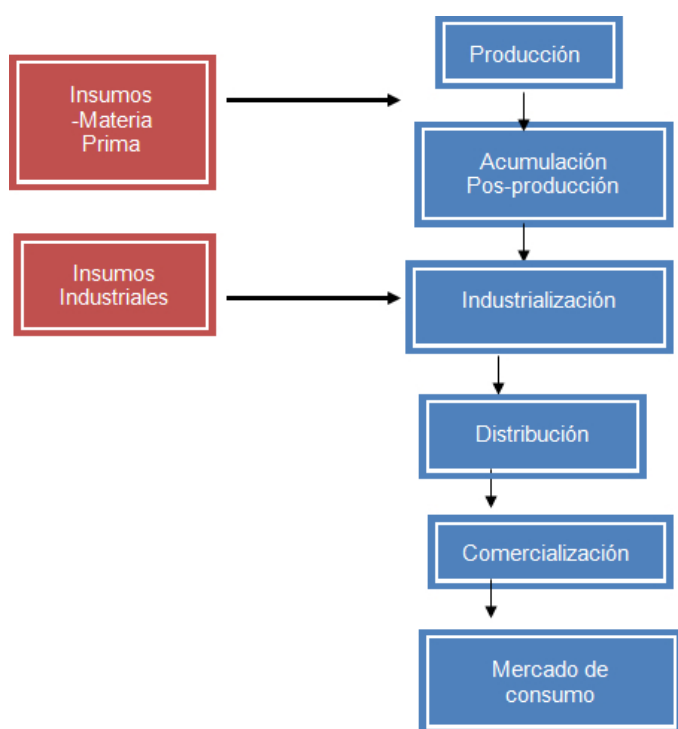 Producción
Insumos
-Materia
Prima
Acumulación
Pos-producción
Insumos
Industriales
Industrialización
Distribución
Comercialización
Mercado de
consumo